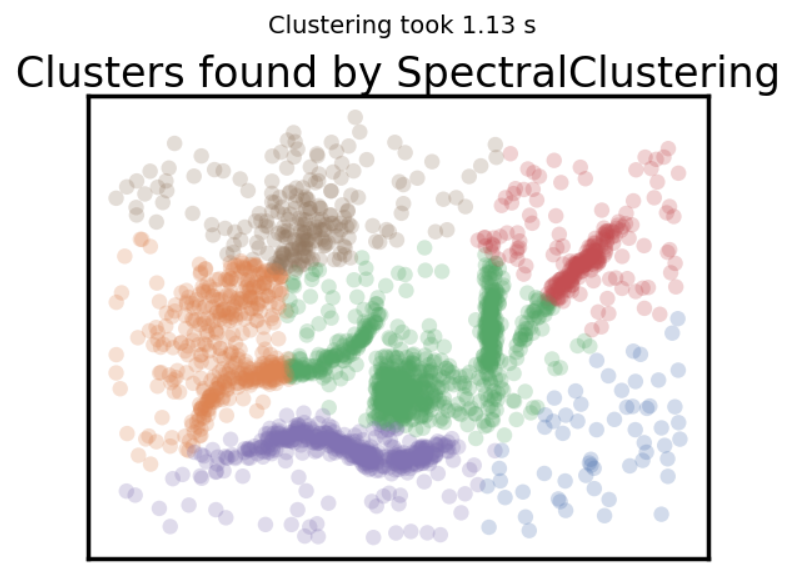 Clustering took 1.13 s
Clusters found by SpectralClustering